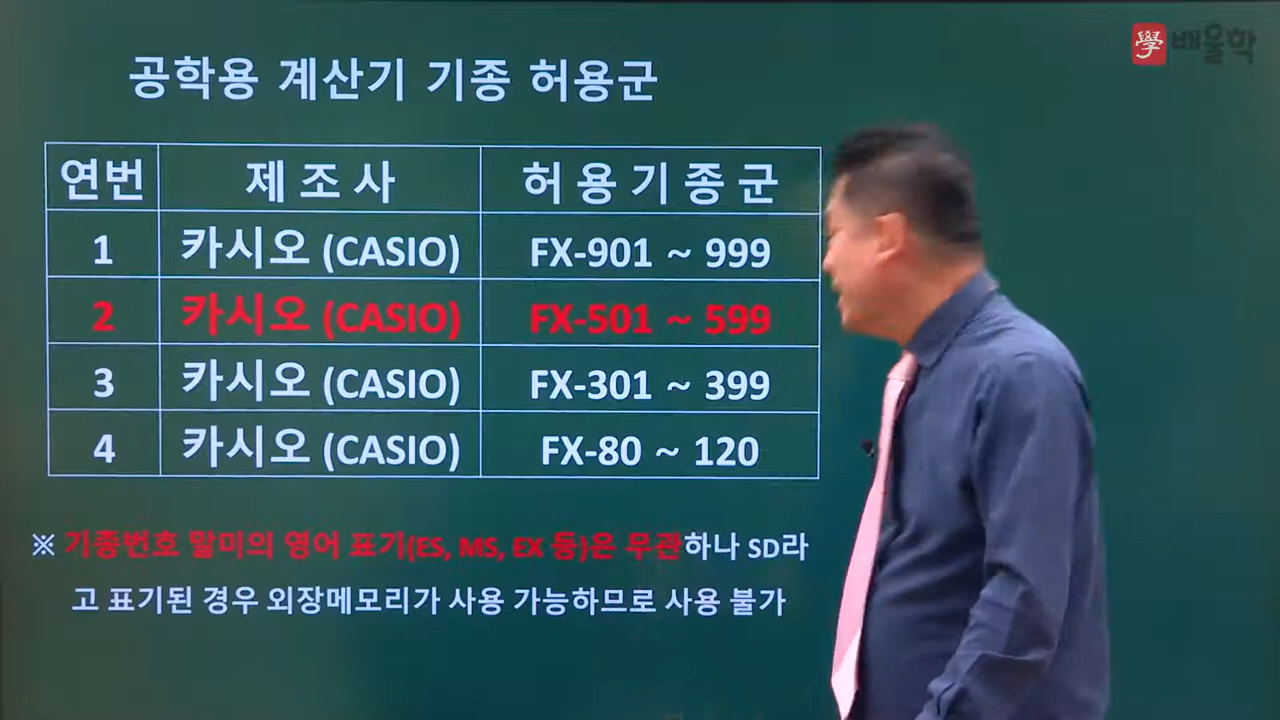 學 배울학
공학용 계산기 기종 허용군
연번 제조사 허용기종군
1 카시오 (CASIO) FX-901 ~ 999
2 카시오 (CASIO) FX-501 ~ 599
3 카시오 (CASIO) FX-301 ~ 399
4 카시오 (CASIO) FX-80 ~ 120
※ 기종번호 말미의 영어 표기(ES, MS, EX 등)은 무관하나 SD라
고 표기된 경우 외장메모리가 사용 가능하므로 사용 불가